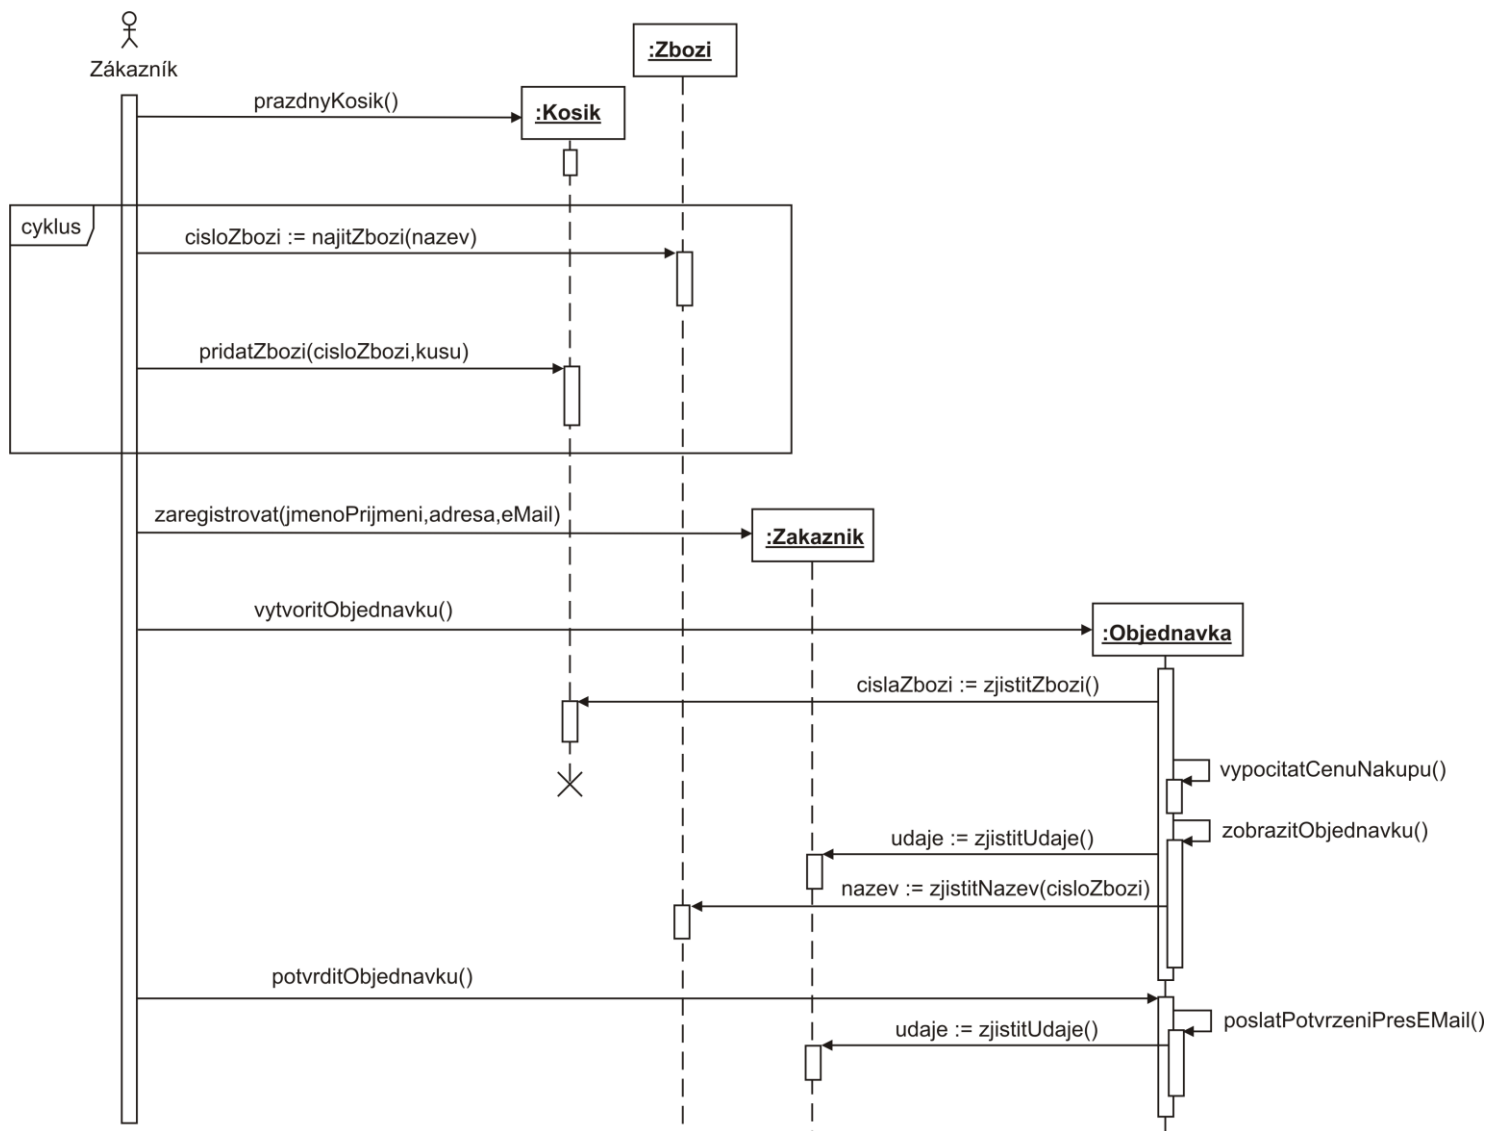 :Zbozi
Zákazník
prazdnyKosik()
:Kosik
cyklus
cisloZbozi := najitZbozi(nazev)
pridatZbozi(cisloZbozi,kusu)
zaregistrovat(jmenoPrijmeni,adresa,eMail)
:Zakaznik
vytvoritObjednavku()
:Objednavka
cislaZbozi := zjistitZbozi()
vypocitatCenuNakupu()
zobrazitObjednavku()
udaje := zjistitUdaje()
nazev := zjistitNazev(cisloZbozi)
potvrditObjednavku()
poslatPotvrzeniPresEMail()
udaje := zjistitUdaje()